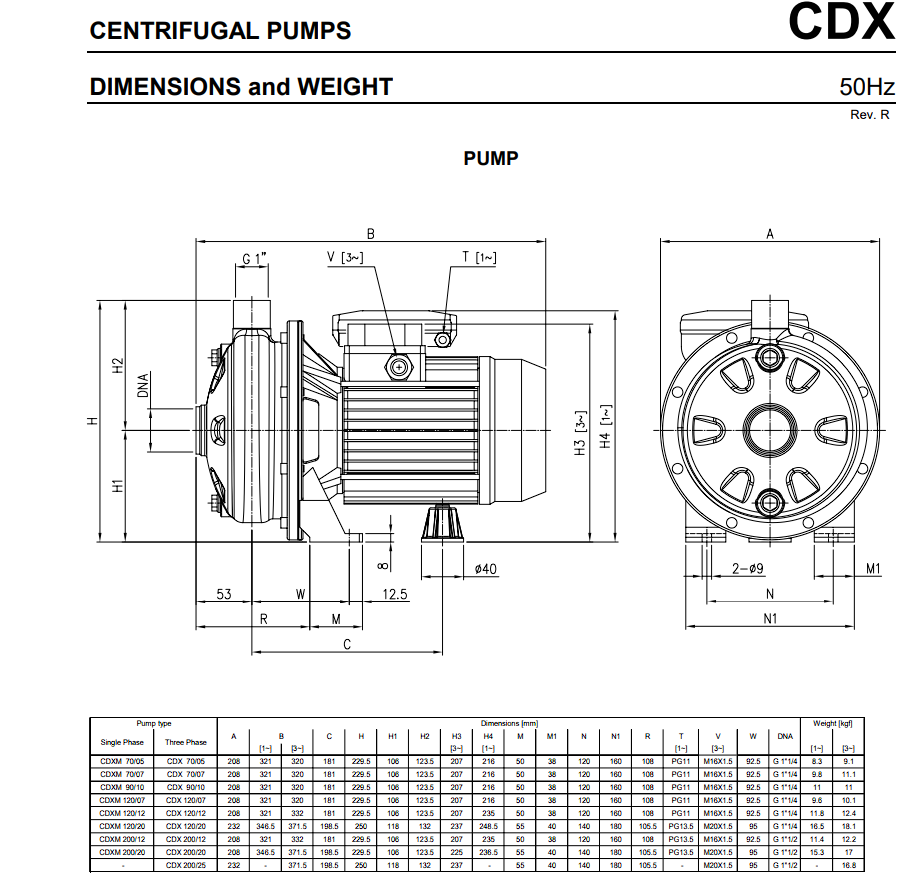 CENTRIFUGAL PUMPS
CDX
DIMENSIONS and WEIGHT
50Hz
Rev. R
PUMP
B
A
G 1"
V [3~]
T [1~]
H2
DNA
H
H1
H3 [3~]
H4 [1~]
8
ø40
2-ø9
M1
53
W
12.5
N
R
M
N1
C
Pump type Dimensions [mm] Weight [kgf]
Single Phase Three Phase A B C H H1 H2 H3 H4 M M1 N N1 R T V W DNA
[1~] [3~] [3~] [1~] [1~] [3~] [1~] [3~]
CDXM 70/05 CDX 70/05 208 321 320 181 229.5 106 123.5 207 216 50 38 120 160 108 PG11 M16X1.5 92.5 G 1"1/4 8.3 9.1
CDXM 70/07 CDX 70/07 208 321 320 181 229.5 106 123.5 207 216 50 38 120 160 108 PG11 M16X1.5 92.5 G 1"1/4 9.8 11.1
CDXM 90/10 CDX 90/10 208 321 320 181 229.5 106 123.5 207 216 50 38 120 160 108 PG11 M16X1.5 92.5 G 1"1/4 11 11
CDXM 120/07 CDX 120/07 208 321 320 181 229.5 106 123.5 207 216 50 38 120 160 108 PG11 M16X1.5 92.5 G 1"1/4 9.6 10.1
CDXM 120/12 CDX 120/12 208 321 332 181 229.5 106 123.5 207 235 50 38 120 160 108 PG11 M16X1.5 92.5 G 1"1/4 11.8 12.4
CDXM 120/20 CDX 120/20 232 346.5 371.5 198.5 250 118 132 237 248.5 55 40 140 180 105.5 PG13.5 M20X1.5 95 G 1"1/4 16.5 18.1
CDXM 200/12 CDX 200/12 208 321 332 181 229.5 106 123.5 207 235 50 38 120 160 108 PG11 M16X1.5 92.5 G 1"1/2 11.4 12.2
CDXM 200/20 CDX 200/20 208 346.5 371.5 198.5 229.5 106 123.5 225 236.5 55 40 140 180 105.5 PG13.5 M20X1.5 95 G 1"1/2 15.3 17
- CDX 200/25 232 - 371.5 198.5 250 118 132 237 - 55 40 140 180 105.5 - M20X1.5 95 G 1"1/2 - 16.8